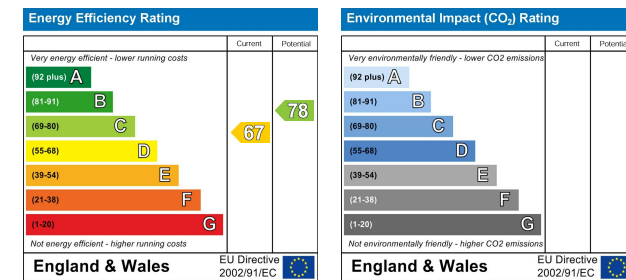 Energy Efficiency Rating
Current Potential
Very energy efficient - lower running costs
(92 plus) A
(81-91) B
(69-80) C
(55-68) D
(39-54) E
(21-38) F
(1-20) G
67
78
Not energy efficient - higher running costs
England & Wales
EU Directive
2002/91/EC
Environmental Impact (CO₂) Rating
Current Potential
Very environmentally friendly - lower CO2 emissions
(92 plus) A
(81-91) B
(69-80) C
(55-68) D
(39-54) E
(21-38) F
(1-20) G
Not environmentally friendly - higher CO2 emissions
England & Wales
EU Directive
2002/91/EC